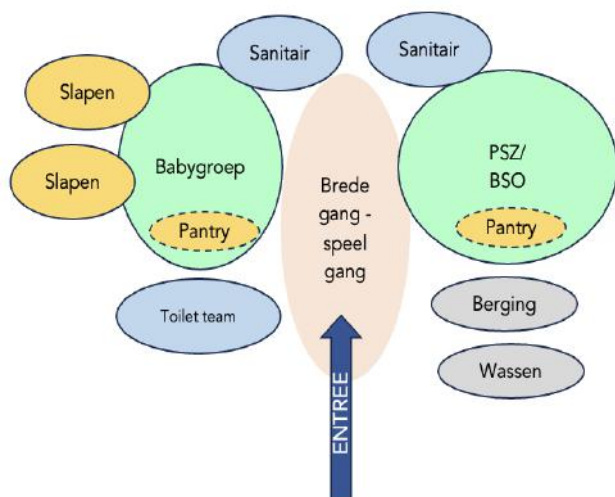 Sanitair
Sanitair
Slapen
Slapen
Babygroep
Pantry
Toilet team
Brede
gang -
speel
gang
ENTREE
PSZ/
BSO
Pantry
Berging
Wassen